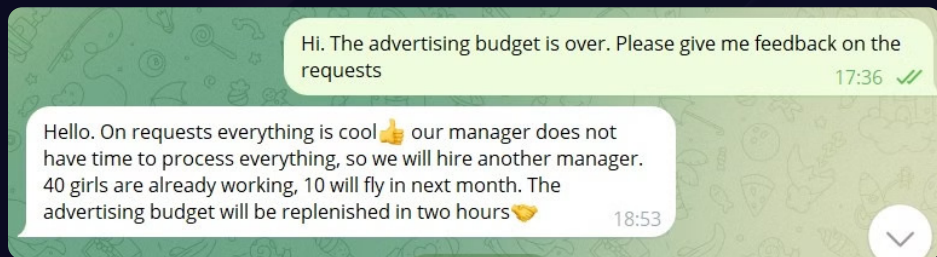 Hi. The advertising budget is over. Please give me feedback on the
requests
17:36
Hello. On requests everything is cool👍 our manager does not
have time to process everything, so we will hire another manager.
40 girls are already working, 10 will fly in next month. The
advertising budget will be replenished in two hours🤝
18:53